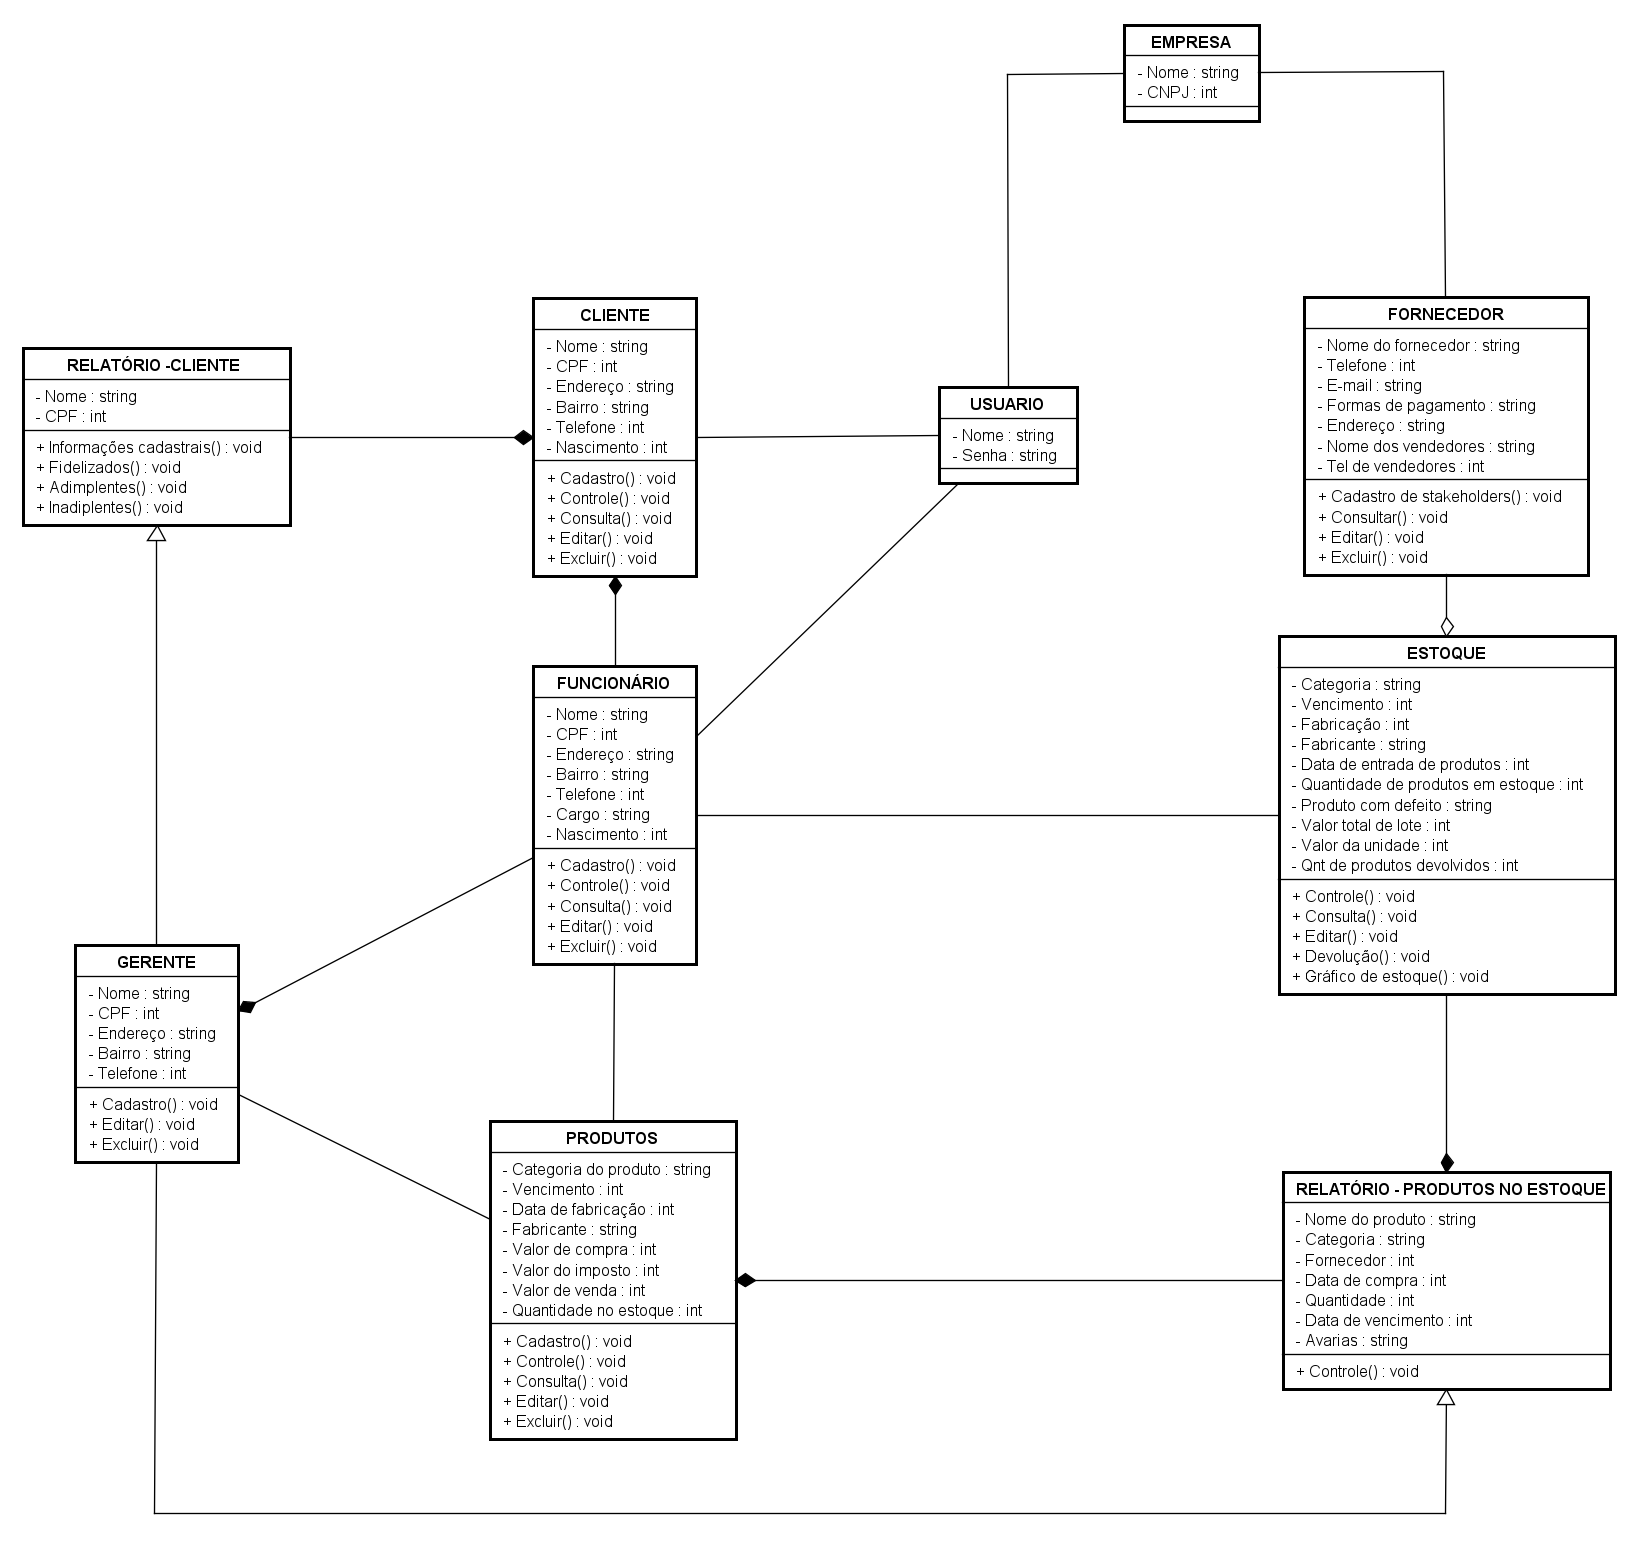 EMPRESA
- Nome : string
- CNPJ : int
CLIENTE
- Nome : string
- CPF : int
- Endereço : string
- Bairro : string
- Telefone : int
- Nascimento : int
+ Cadastro() : void
+ Controle() : void
+ Consulta() : void
+ Editar() : void
+ Excluir() : void
FORNECEDOR
- Nome do fornecedor : string
- Telefone : int
- E-mail : string
- Formas de pagamento : string
- Endereço : string
- Nome dos vendedores : string
- Tel de vendedores : int
+ Cadastro de stakeholders() : void
+ Consultar() : void
+ Editar() : void
+ Excluir() : void
RELATÓRIO -CLIENTE
- Nome : string
- CPF : int
+ Informações cadastrais() : void
+ Fidelizados() : void
+ Adimplentes() : void
+ Inadiplentes() : void
USUARIO
- Nome : string
- Senha : string
ESTOQUE
- Categoria : string
- Vencimento : int
- Fabricação : int
- Fabricante : string
- Data de entrada de produtos : int
- Quantidade de produtos em estoque : int
- Produto com defeito : string
- Valor total de lote : int
- Valor da unidade : int
- Qnt de produtos devolvidos : int
+ Controle() : void
+ Consulta() : void
+ Editar() : void
+ Devolução() : void
+ Gráfico de estoque() : void
FUNCIONÁRIO
- Nome : string
- CPF : int
- Endereço : string
- Bairro : string
- Telefone : int
- Cargo : string
- Nascimento : int
+ Cadastro() : void
+ Controle() : void
+ Consulta() : void
+ Editar() : void
+ Excluir() : void
GERENTE
- Nome : string
- CPF : int
- Endereço : string
- Bairro : string
- Telefone : int
+ Cadastro() : void
+ Editar() : void
+ Excluir() : void
PRODUTOS
- Categoria do produto : string
- Vencimento : int
- Data de fabricação : int
- Fabricante : string
- Valor de compra : int
- Valor do imposto : int
- Valor de venda : int
- Quantidade no estoque : int
+ Cadastro() : void
+ Controle() : void
+ Consulta() : void
+ Editar() : void
+ Excluir() : void
RELATÓRIO - PRODUTOS NO ESTOQUE
- Nome do produto : string
- Categoria : string
- Fornecedor : int
- Data de compra : int
- Quantidade : int
- Data de vencimento : int
- Avarias : string
+ Controle() : void